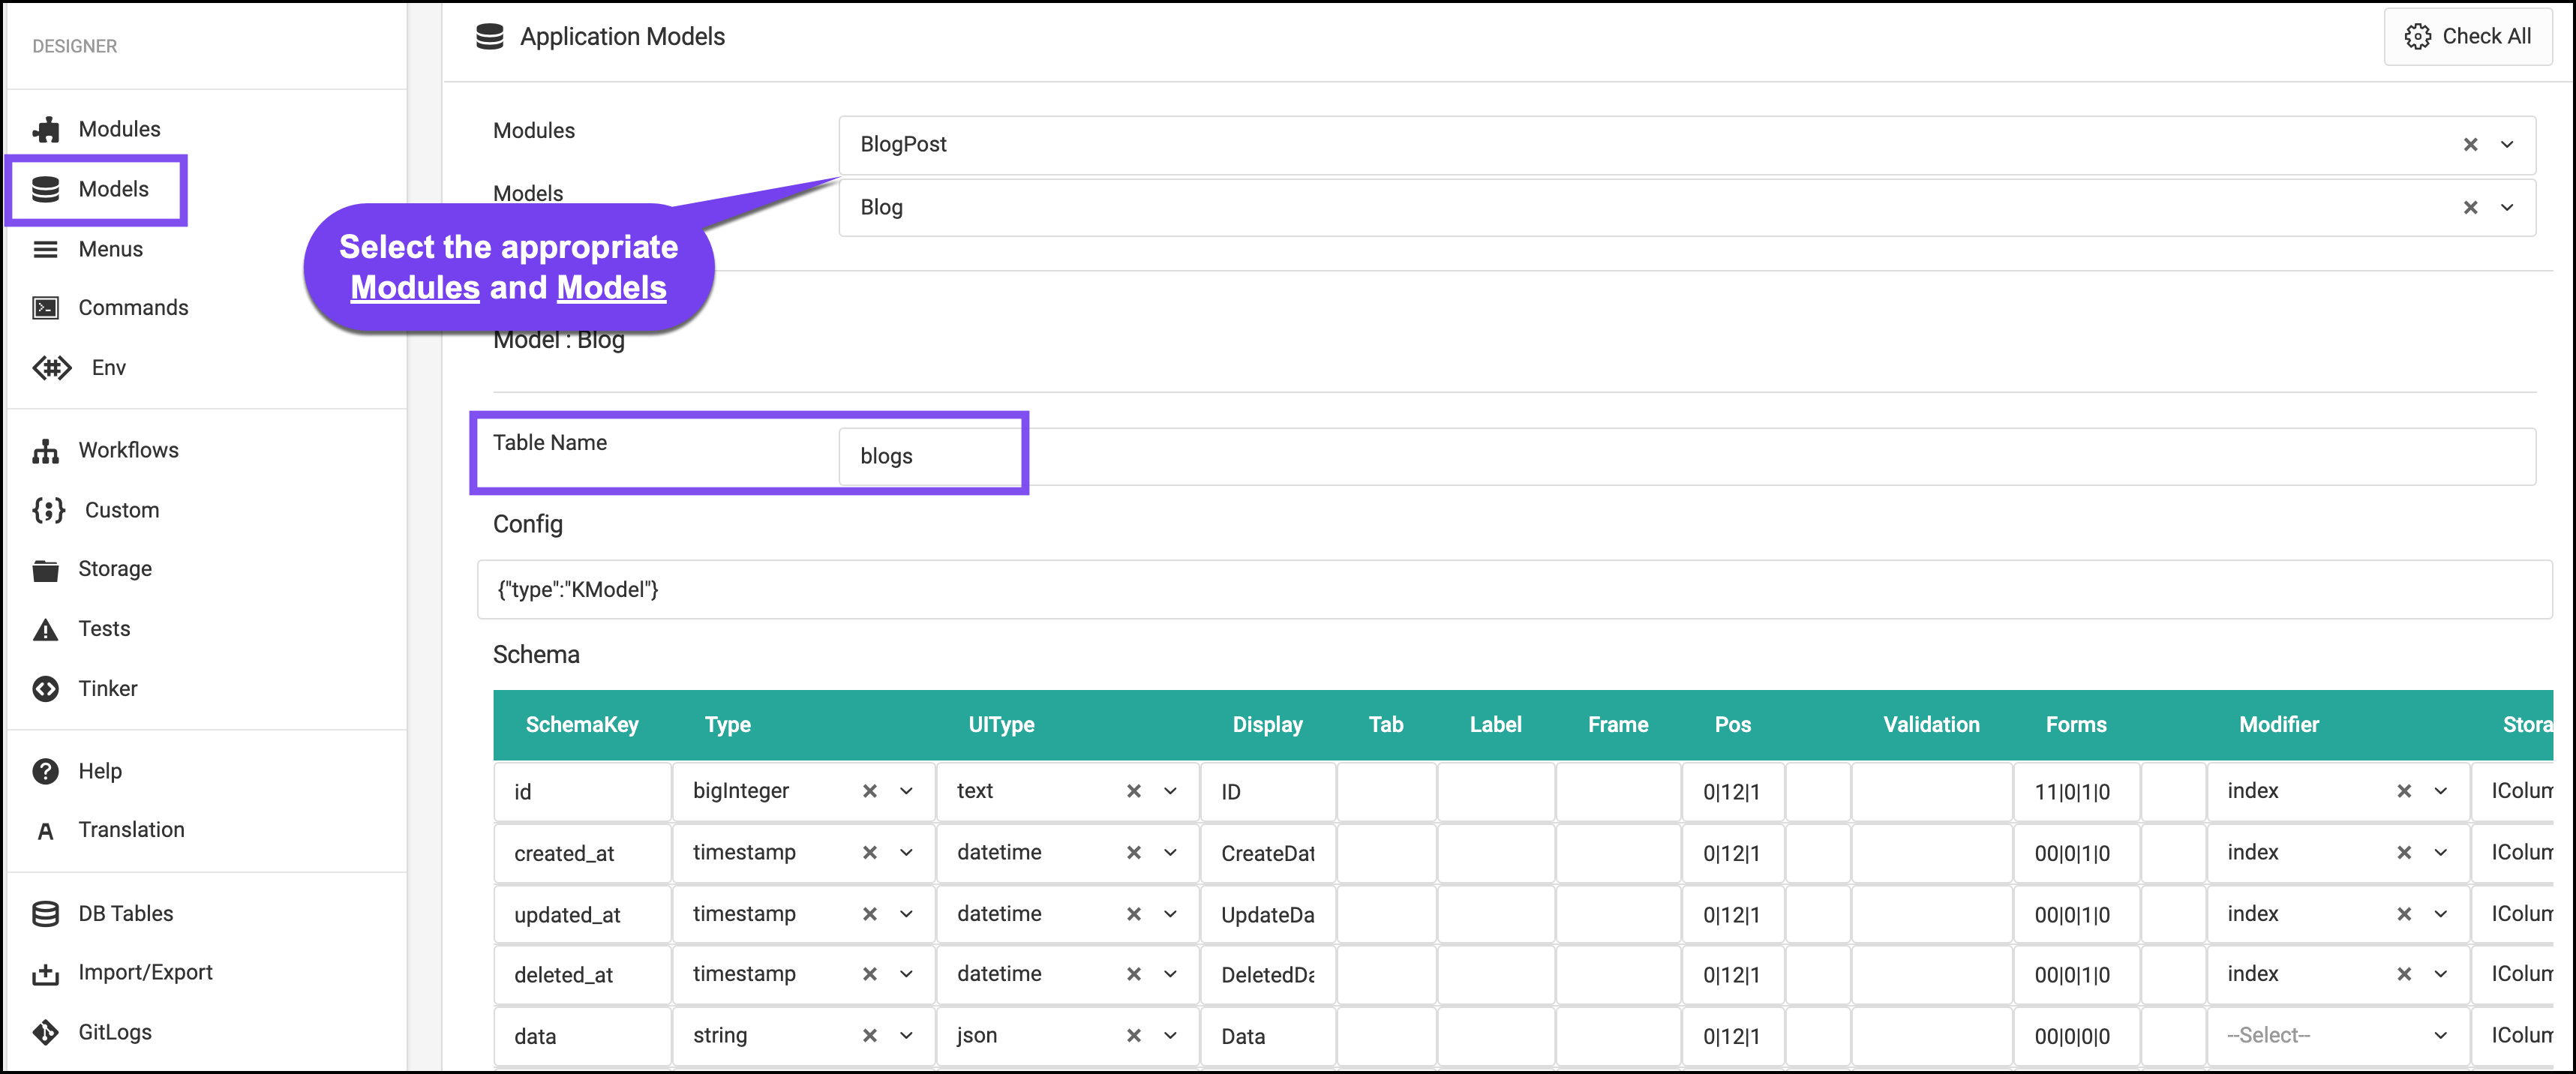 DESIGNER
Modules
Models
Menus
Commands
Env
Workflows
Custom
Storage
Tests
Tinker
Help
Translation
DB Tables
Import/Export
GitLogs
Application Models
Check All
Modules
BlogPost
Models
Blog
Select the appropriate
Modules and Models
Model : Blog
Table Name
blogs
Config
{"type":"KModel"}
Schema
SchemaKey Type UIType Display Tab Label Frame Pos Validation Forms Modifier Stora
id bigInteger text ID 0|12|1 11|0|1|0 index IColum
created_at timestamp datetime CreateDat 0|12|1 00|0|1|0 index IColum
updated_at timestamp datetime UpdateDa 0|12|1 00|0|1|0 index IColum
deleted_at timestamp datetime DeletedDa 0|12|1 00|0|1|0 index IColum
data string json Data 0|12|1 00|0|0|0 --Select-- IColum